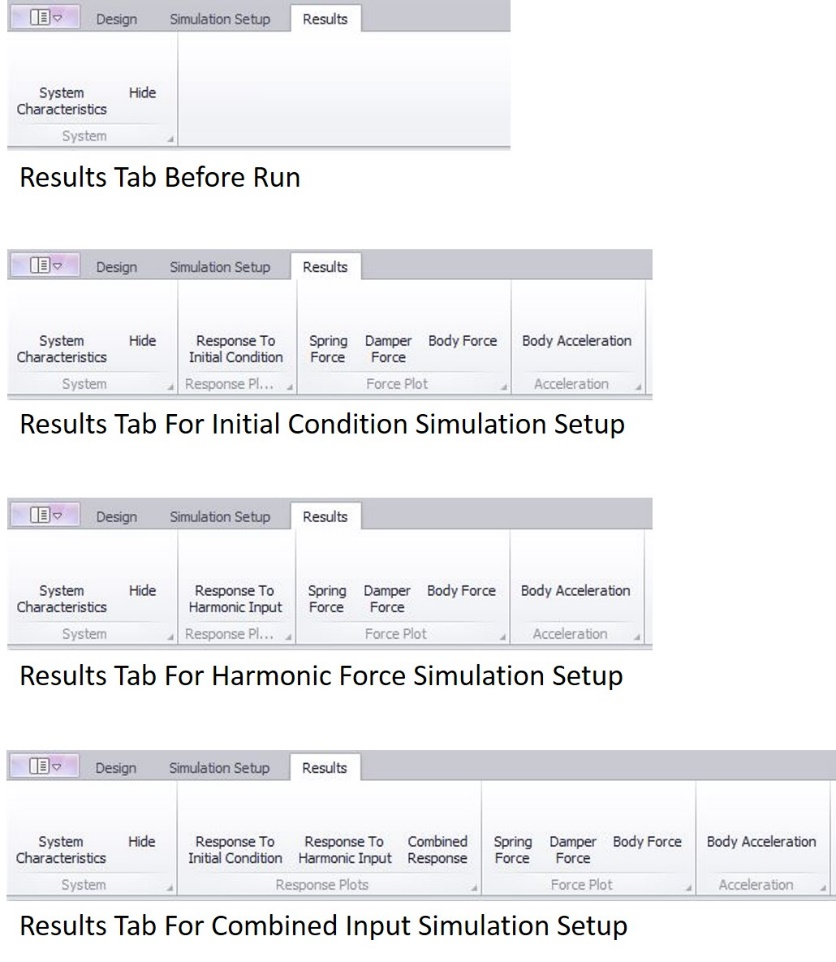 Design Simulation Setup Results
System Hide
Characteristics
System
Results Tab Before Run
Design Simulation Setup Results
System Hide Response To Spring Damper Body Force Body Acceleration
Characteristics Initial Condition Force Force
System Response Pl... Force Plot Acceleration
Results Tab For Initial Condition Simulation Setup
Design Simulation Setup Results
System Hide Response To Spring Damper Body Force Body Acceleration
Characteristics Harmonic Input Force Force
System Response Pl... Force Plot Acceleration
Results Tab For Harmonic Force Simulation Setup
Design Simulation Setup Results
System Hide Response To Response To Combined Spring Damper Body Force Body Acceleration
Characteristics Initial Condition Harmonic Input Response Force Force
System Response Plots Force Plot Acceleration
Results Tab For Combined Input Simulation Setup